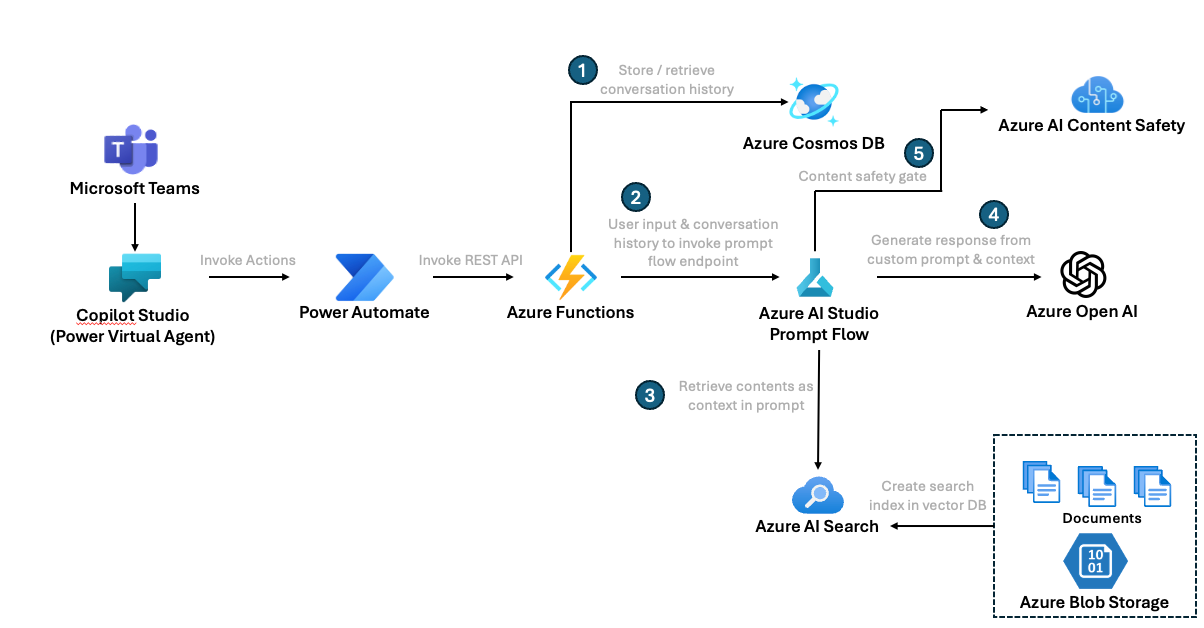 1
Store / retrieve
conversation history
Azure Cosmos DB
Azure AI Content Safety
5
Content safety gate
T
Microsoft Teams
2
User input & conversation
history to invoke prompt
flow endpoint
4
Generate response from
custom prompt & context
Invoke Actions
Invoke REST API
Copilot Studio
(Power Virtual Agent)
Power Automate
Azure Functions
Azure AI Studio
Prompt Flow
Azure Open AI
3
Retrieve contents as
context in prompt
Create search
index in vector DB
Azure AI Search
Documents
10
01
Azure Blob Storage